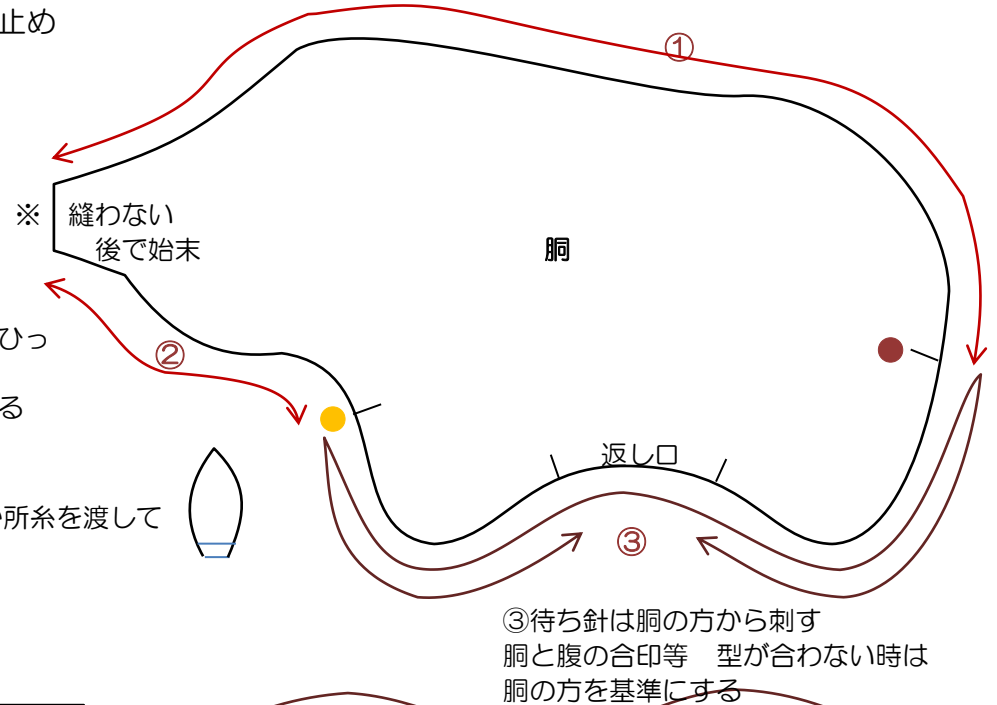 止め
①
※ 縫わない
後で始末
胴
ひっ
②
る
返し口
所糸を渡して
③
③待ち針は胴の方から刺す
胴と腹の合印等　型が合わない時は
胴の方を基準にする